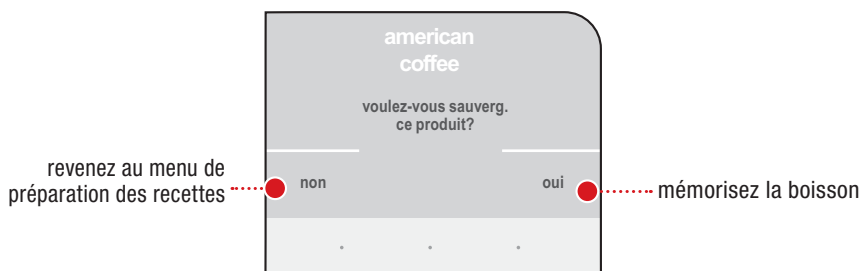 american
coffee
voulez-vous sauverg.
ce produit?
revenez au menu de
préparation des recettes
non
oui
mémorisez la boisson